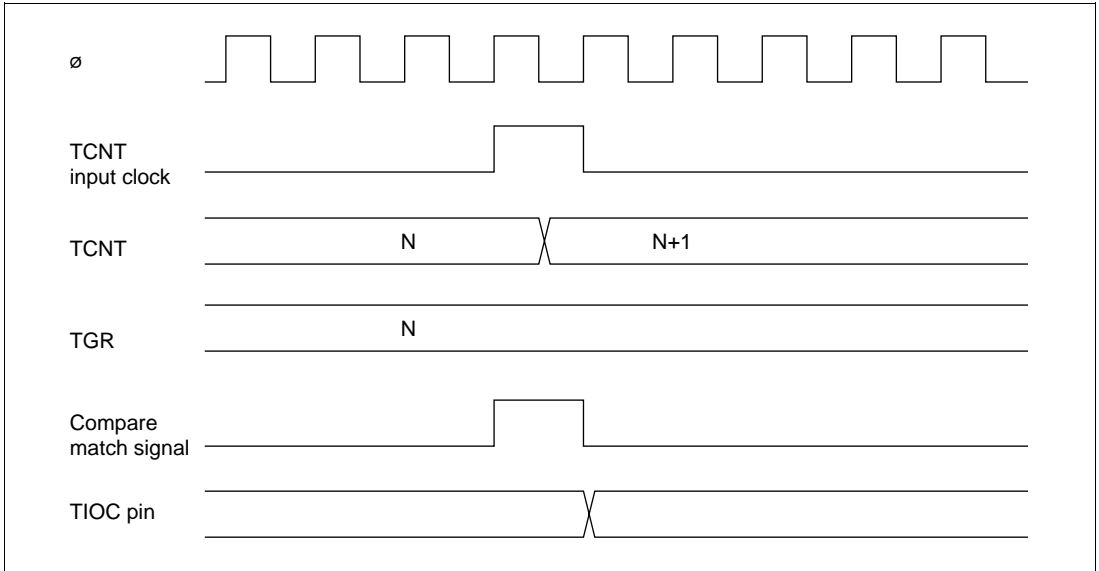 ø
TCNT
input clock
TCNT
N
N+1
TGR
N
Compare
match signal
TIOC pin